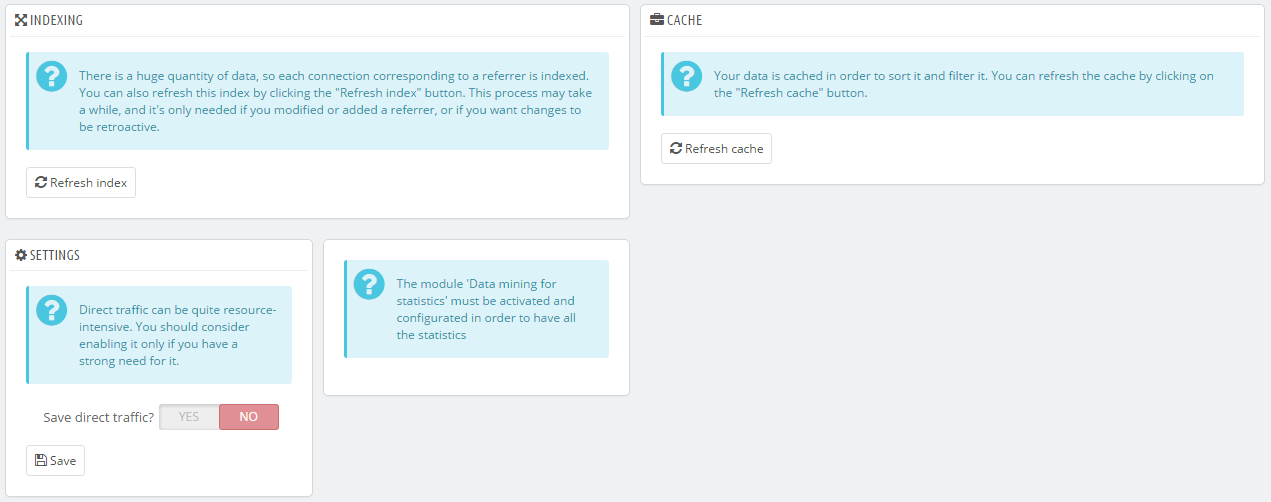 INDEXING
There is a huge quantity of data, so each connection corresponding to a referrer is indexed.
You can also refresh this index by clicking the "Refresh index" button. This process may take
a while, and it's only needed if you modified or added a referrer, or if you want changes to
be retroactive.
Refresh index
CACHE
Your data is cached in order to sort it and filter it. You can refresh the cache by clicking on
the "Refresh cache" button.
Refresh cache
SETTINGS
Direct traffic can be quite resource-
intensive. You should consider
enabling it only if you have a
strong need for it.
Save direct traffic? YES NO
Save
The module 'Data mining for
statistics' must be activated and
configurated in order to have all
the statistics